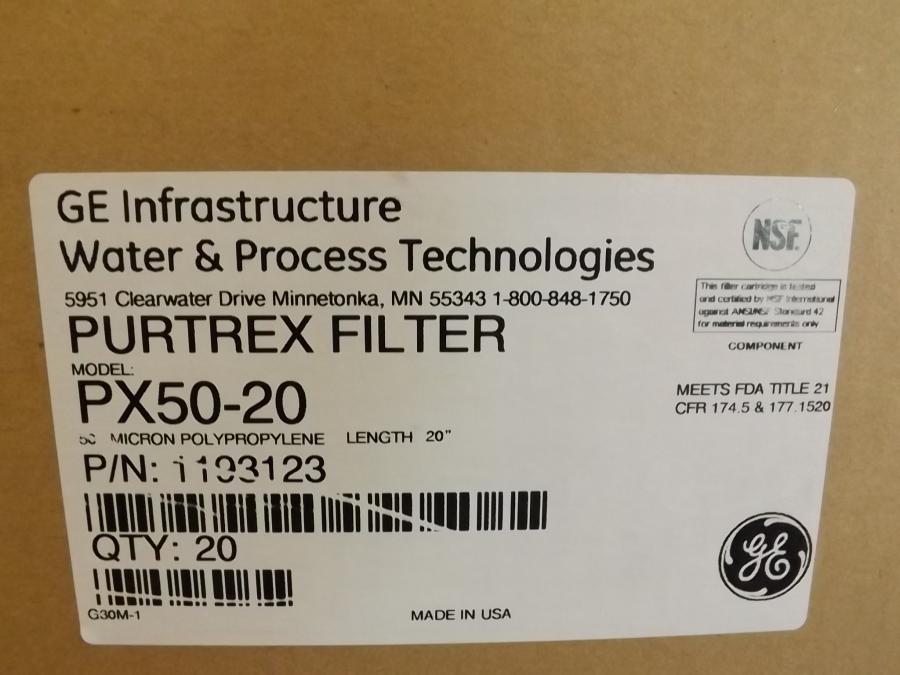 GE Infrastructure
Water & Process Technologies
5951 Clearwater Drive Minnetonka, MN 55343 1-800-848-1750
PURTREX FILTER
MODEL:
PX50-20
50 MICRON POLYPROPYLENE LENGTH 20"
P/N: 1193123
QTY: 20
G30M-1
MADE IN USA
NSF.
This filter cartridge is tested
and certified by NSF International
against ANSI/NSF Standard 42
for material requirements only
COMPONENT
MEETS FDA TITLE 21
CFR 174.5 & 177.1520
GE